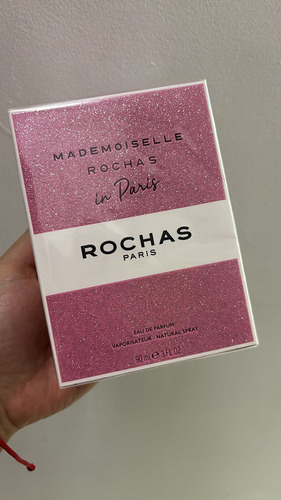 MADEMOiSELLE
ROCHAS
in Paris
ROCHAS
PARIS
EAU DE PARFUM
VAPORISATEUR - NATURAL SPRAY
90 ml ℮ 3 FL.OZ.